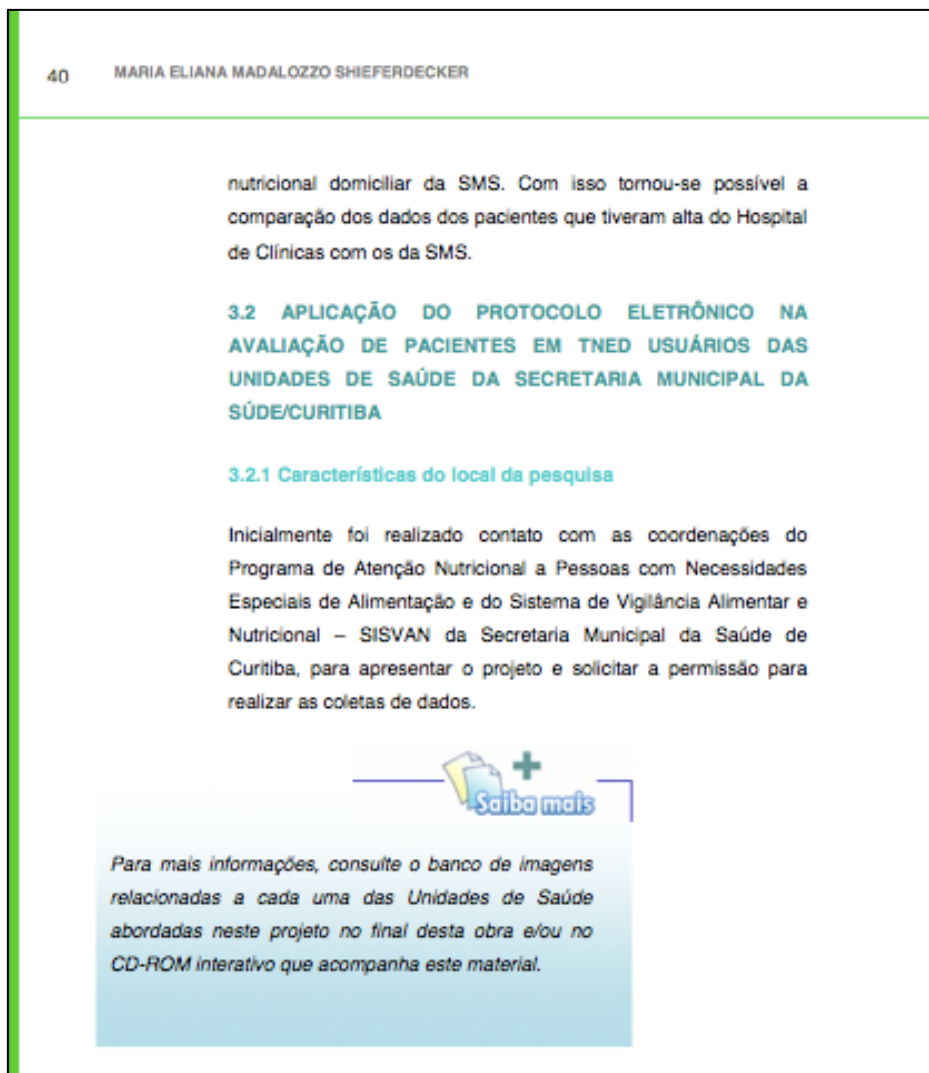 40 MARIA ELIANA MADALOZZO SHIEFERDECKER
nutricional domiciliar da SMS. Com isso tornou-se possível a
comparação dos dados dos pacientes que tiveram alta do Hospital
de Clínicas com os da SMS.
3.2 APLICAÇÃO DO PROTOCOLO ELETRÔNICO NA
AVALIAÇÃO DE PACIENTES EM TNED USUÁRIOS DAS
UNIDADES DE SAÚDE DA SECRETARIA MUNICIPAL DA
SÚDE/CURITIBA
3.2.1 Características do local da pesquisa
Inicialmente foi realizado contato com as coordenações do
Programa de Atenção Nutricional a Pessoas com Necessidades
Especiais de Alimentação e do Sistema de Vigilância Alimentar e
Nutricional – SISVAN da Secretaria Municipal da Saúde de
Curitiba, para apresentar o projeto e solicitar a permissão para
realizar as coletas de dados.
Saiba mais
Para mais informações, consulte o banco de imagens
relacionadas a cada uma das Unidades de Saúde
abordadas neste projeto no final desta obra e/ou no
CD-ROM interativo que acompanha este material.